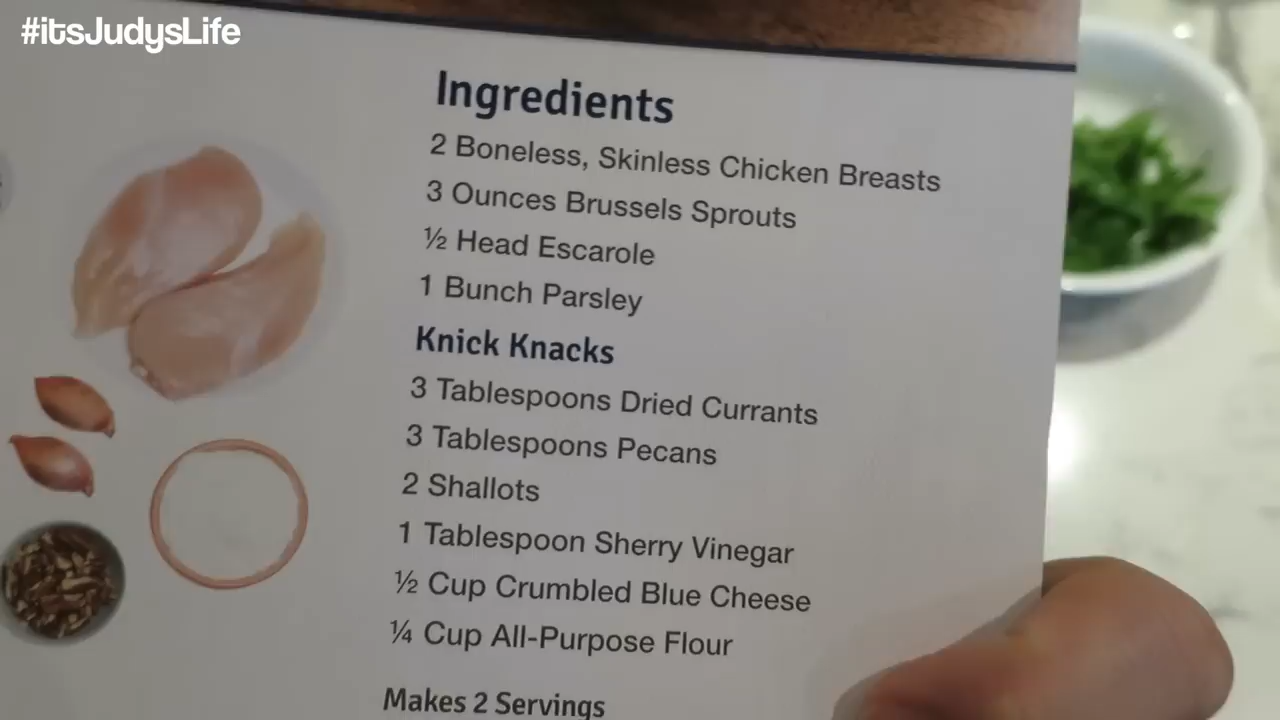 #itsJudysLife
Ingredients
2 Boneless, Skinless Chicken Breasts
3 Ounces Brussels Sprouts
½ Head Escarole
1 Bunch Parsley
Knick Knacks
3 Tablespoons Dried Currants
3 Tablespoons Pecans
2 Shallots
1 Tablespoon Sherry Vinegar
½ Cup Crumbled Blue Cheese
¼ Cup All-Purpose Flour
Makes 2 Servings